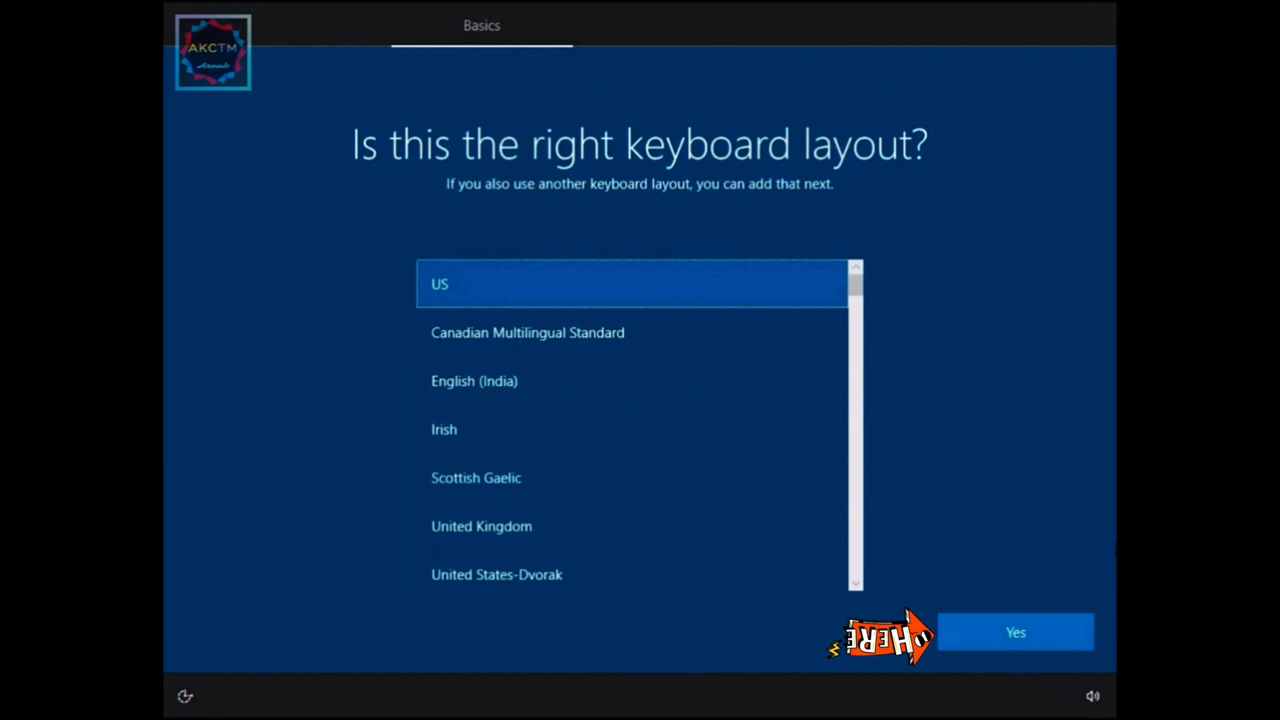 Basics
AKCTM
Is this the right keyboard layout?
If you also use another keyboard layout, you can add that next.
US
Canadian Multilingual Standard
English (India)
Irish
Scottish Gaelic
United Kingdom
United States-Dvorak
HERE
Yes